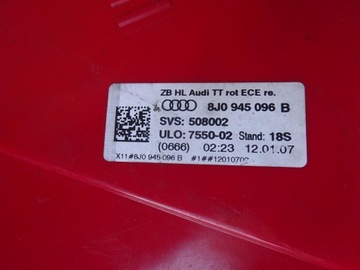 ZB HL Audi TT rot ECE re.
8J0 945 096 B
SVS: 508002
ULO: 7550-02 Stand: 18S
(0666) 02:23 12.01.07
X11#8J0 945 096 B #1##12010702